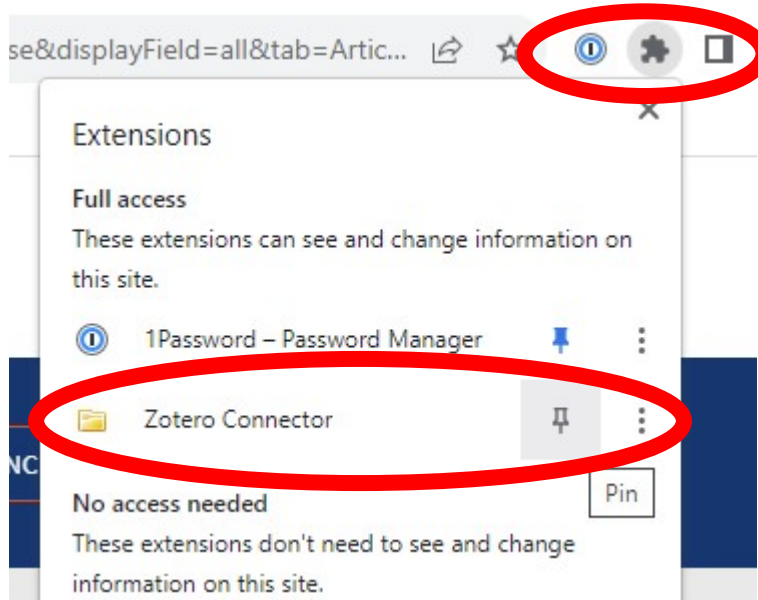 se&displayField=all&tab=Artic...
Extensions
Full access
These extensions can see and change information on
this site.
1Password – Password Manager
Zotero Connector
NC
Pin
No access needed
These extensions don't need to see and change
information on this site.